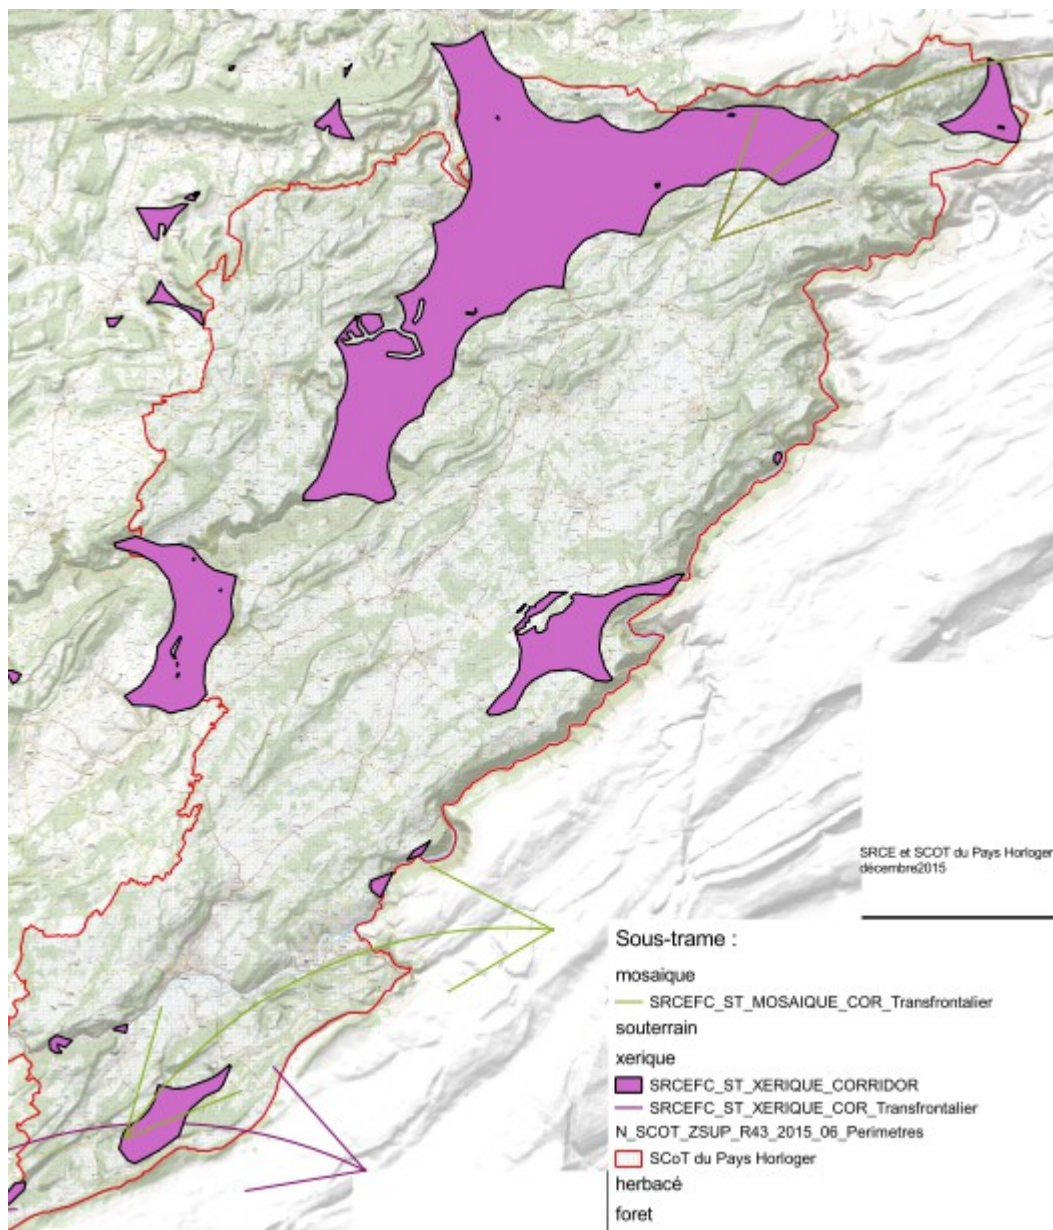 SRCE et SCOT du Pays Horloger
décembre2015
Sous-trame :
mosaique
SRCEFC_ST_MOSAIQUE_COR_Transfrontalier
souterrain
xerique
SRCEFC_ST_XERIQUE_CORRIDOR
SRCEFC_ST_XERIQUE_COR_Transfrontalier
N_SCOT_ZSUP_R43_2015_06_Perimetres
SCoT du Pays Horloger
herbacé
foret